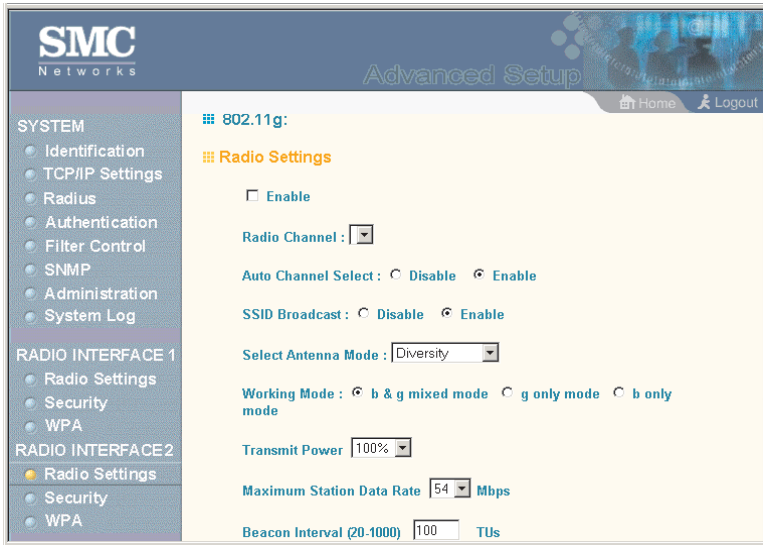 SMC
Networks
Advanced Setup
Home Logout
SYSTEM
Identification
TCP/IP Settings
Radius
Authentication
Filter Control
SNMP
Administration
System Log
RADIO INTERFACE 1
Radio Settings
Security
WPA
RADIO INTERFACE2
Radio Settings
Security
WPA
802.11g:
Radio Settings
Enable
Radio Channel :
Auto Channel Select : Disable Enable
SSID Broadcast : Disable Enable
Select Antenna Mode : Diversity
Working Mode : b & g mixed mode g only mode b only
mode
Transmit Power 100%
Maximum Station Data Rate 54 Mbps
Beacon Interval (20-1000) 100 TUs